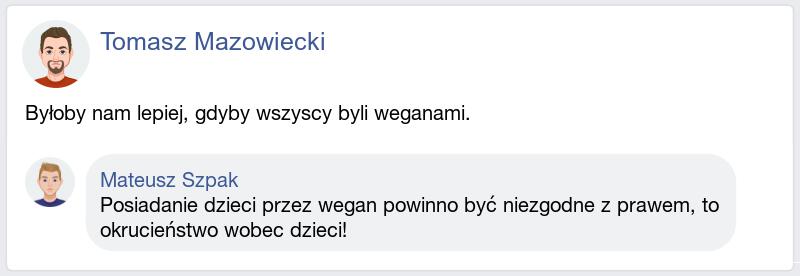 Tomasz Mazowiecki
Byłoby nam lepiej, gdyby wszyscy byli weganami.
Mateusz Szpak
Posiadanie dzieci przez wegan powinno być niezgodne z prawem, to
okrucieństwo wobec dzieci!